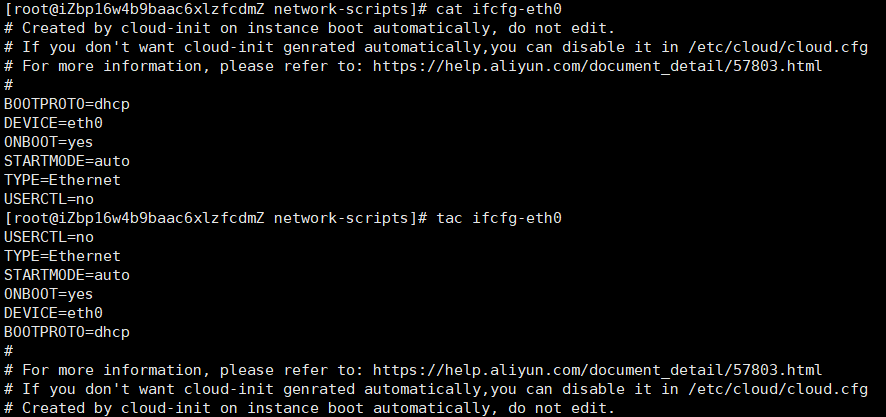 [root@iZbp16w4b9baac6xlzfcdmZ network-scripts]# cat ifcfg-eth0
# Created by cloud-init on instance boot automatically, do not edit.
# If you don't want cloud-init genrated automatically,you can disable it in /etc/cloud/cloud.cfg
# For more information, please refer to: https://help.aliyun.com/document_detail/57803.html
#
BOOTPROTO=dhcp
DEVICE=eth0
ONBOOT=yes
STARTMODE=auto
TYPE=Ethernet
USERCTL=no
[root@iZbp16w4b9baac6xlzfcdmZ network-scripts]# tac ifcfg-eth0
USERCTL=no
TYPE=Ethernet
STARTMODE=auto
ONBOOT=yes
DEVICE=eth0
BOOTPROTO=dhcp
#
# For more information, please refer to: https://help.aliyun.com/document_detail/57803.html
# If you don't want cloud-init genrated automatically,you can disable it in /etc/cloud/cloud.cfg
# Created by cloud-init on instance boot automatically, do not edit.